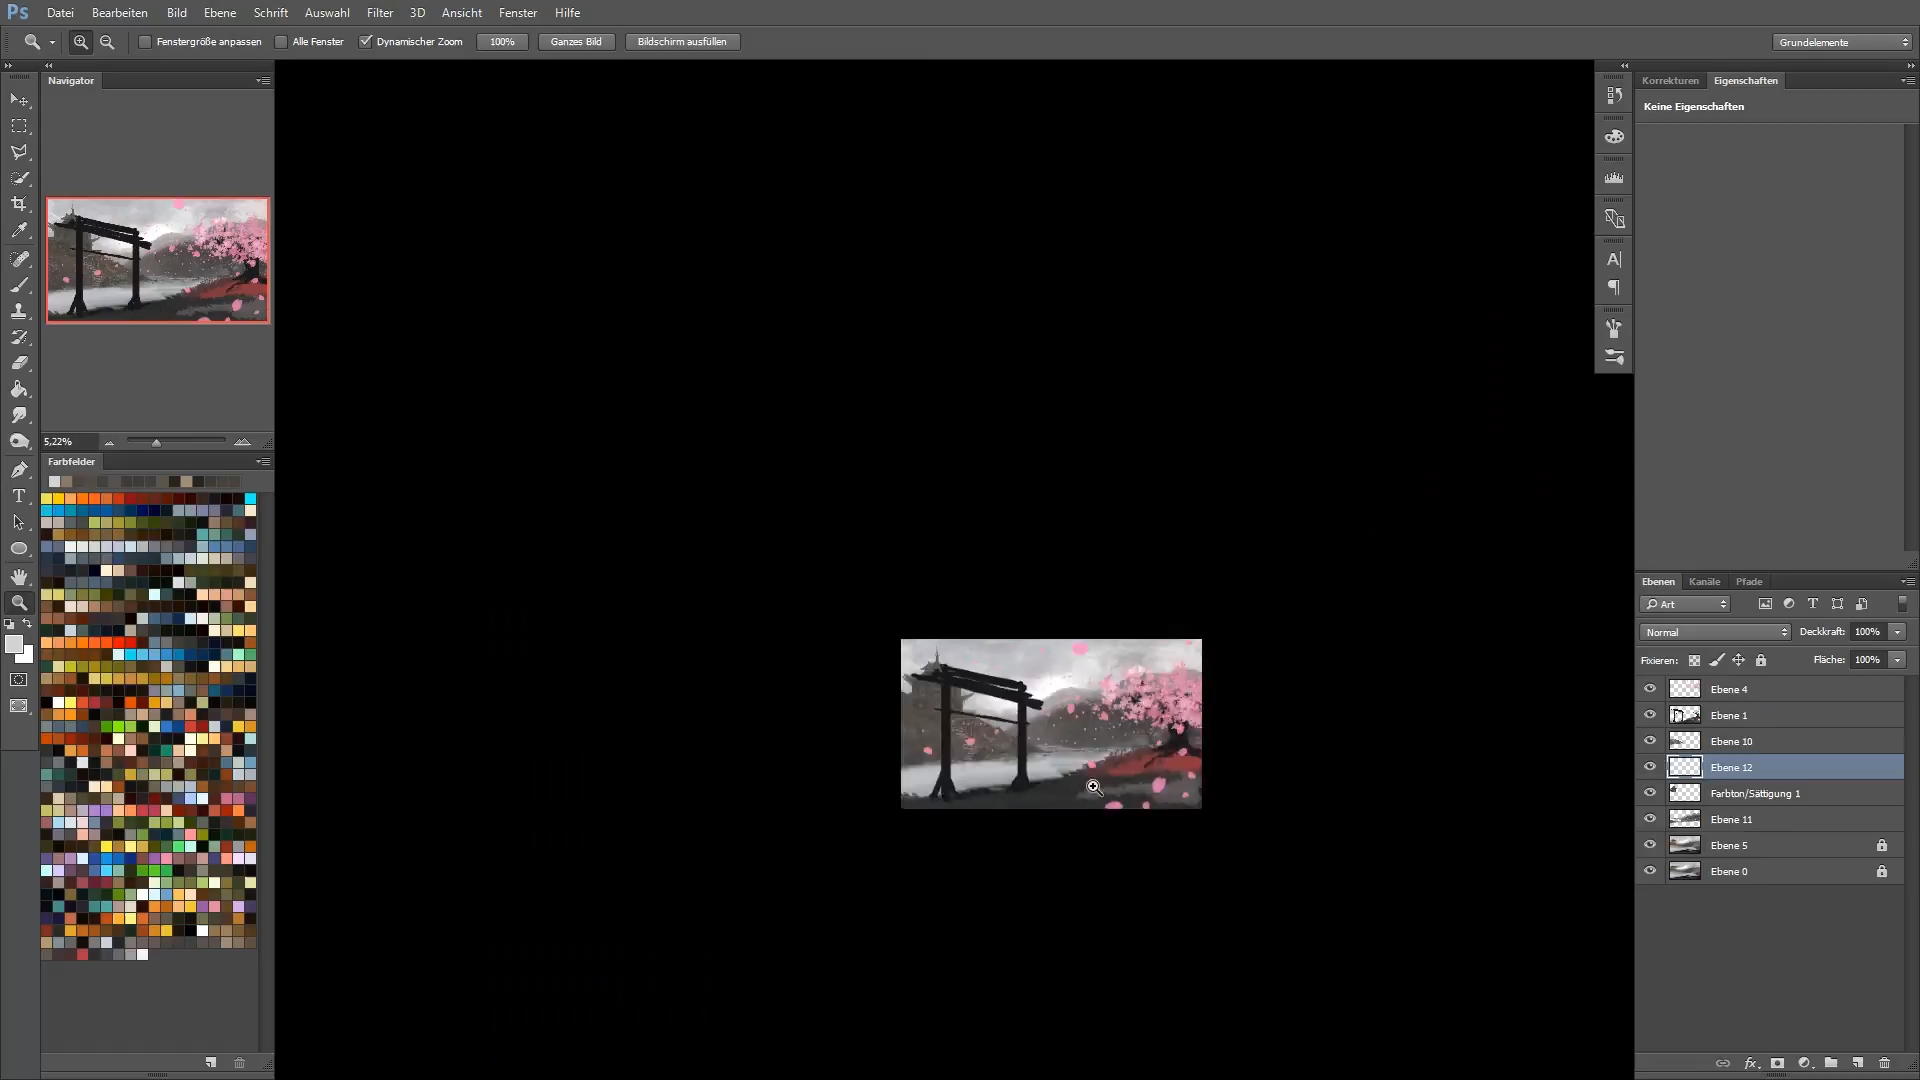 Ps Datei Bearbeiten Bild Ebene Schrift Auswahl Filter 3D Ansicht Fenster Hilfe
Fenstergröße anpassen Alle Fenster Dynamischer Zoom 100% Ganzes Bild Bildschirm ausfüllen Grundelemente
Navigator
5,22%
Farbfelder
Korrekturen Eigenschaften
Keine Eigenschaften
Ebenen Kanäle Pfade
Art
Normal Deckkraft: 100%
Fixieren: Fläche: 100%
Ebene 4
Ebene 1
Ebene 10
Ebene 12
Farbton/Sättigung 1
Ebene 11
Ebene 5
Ebene 0